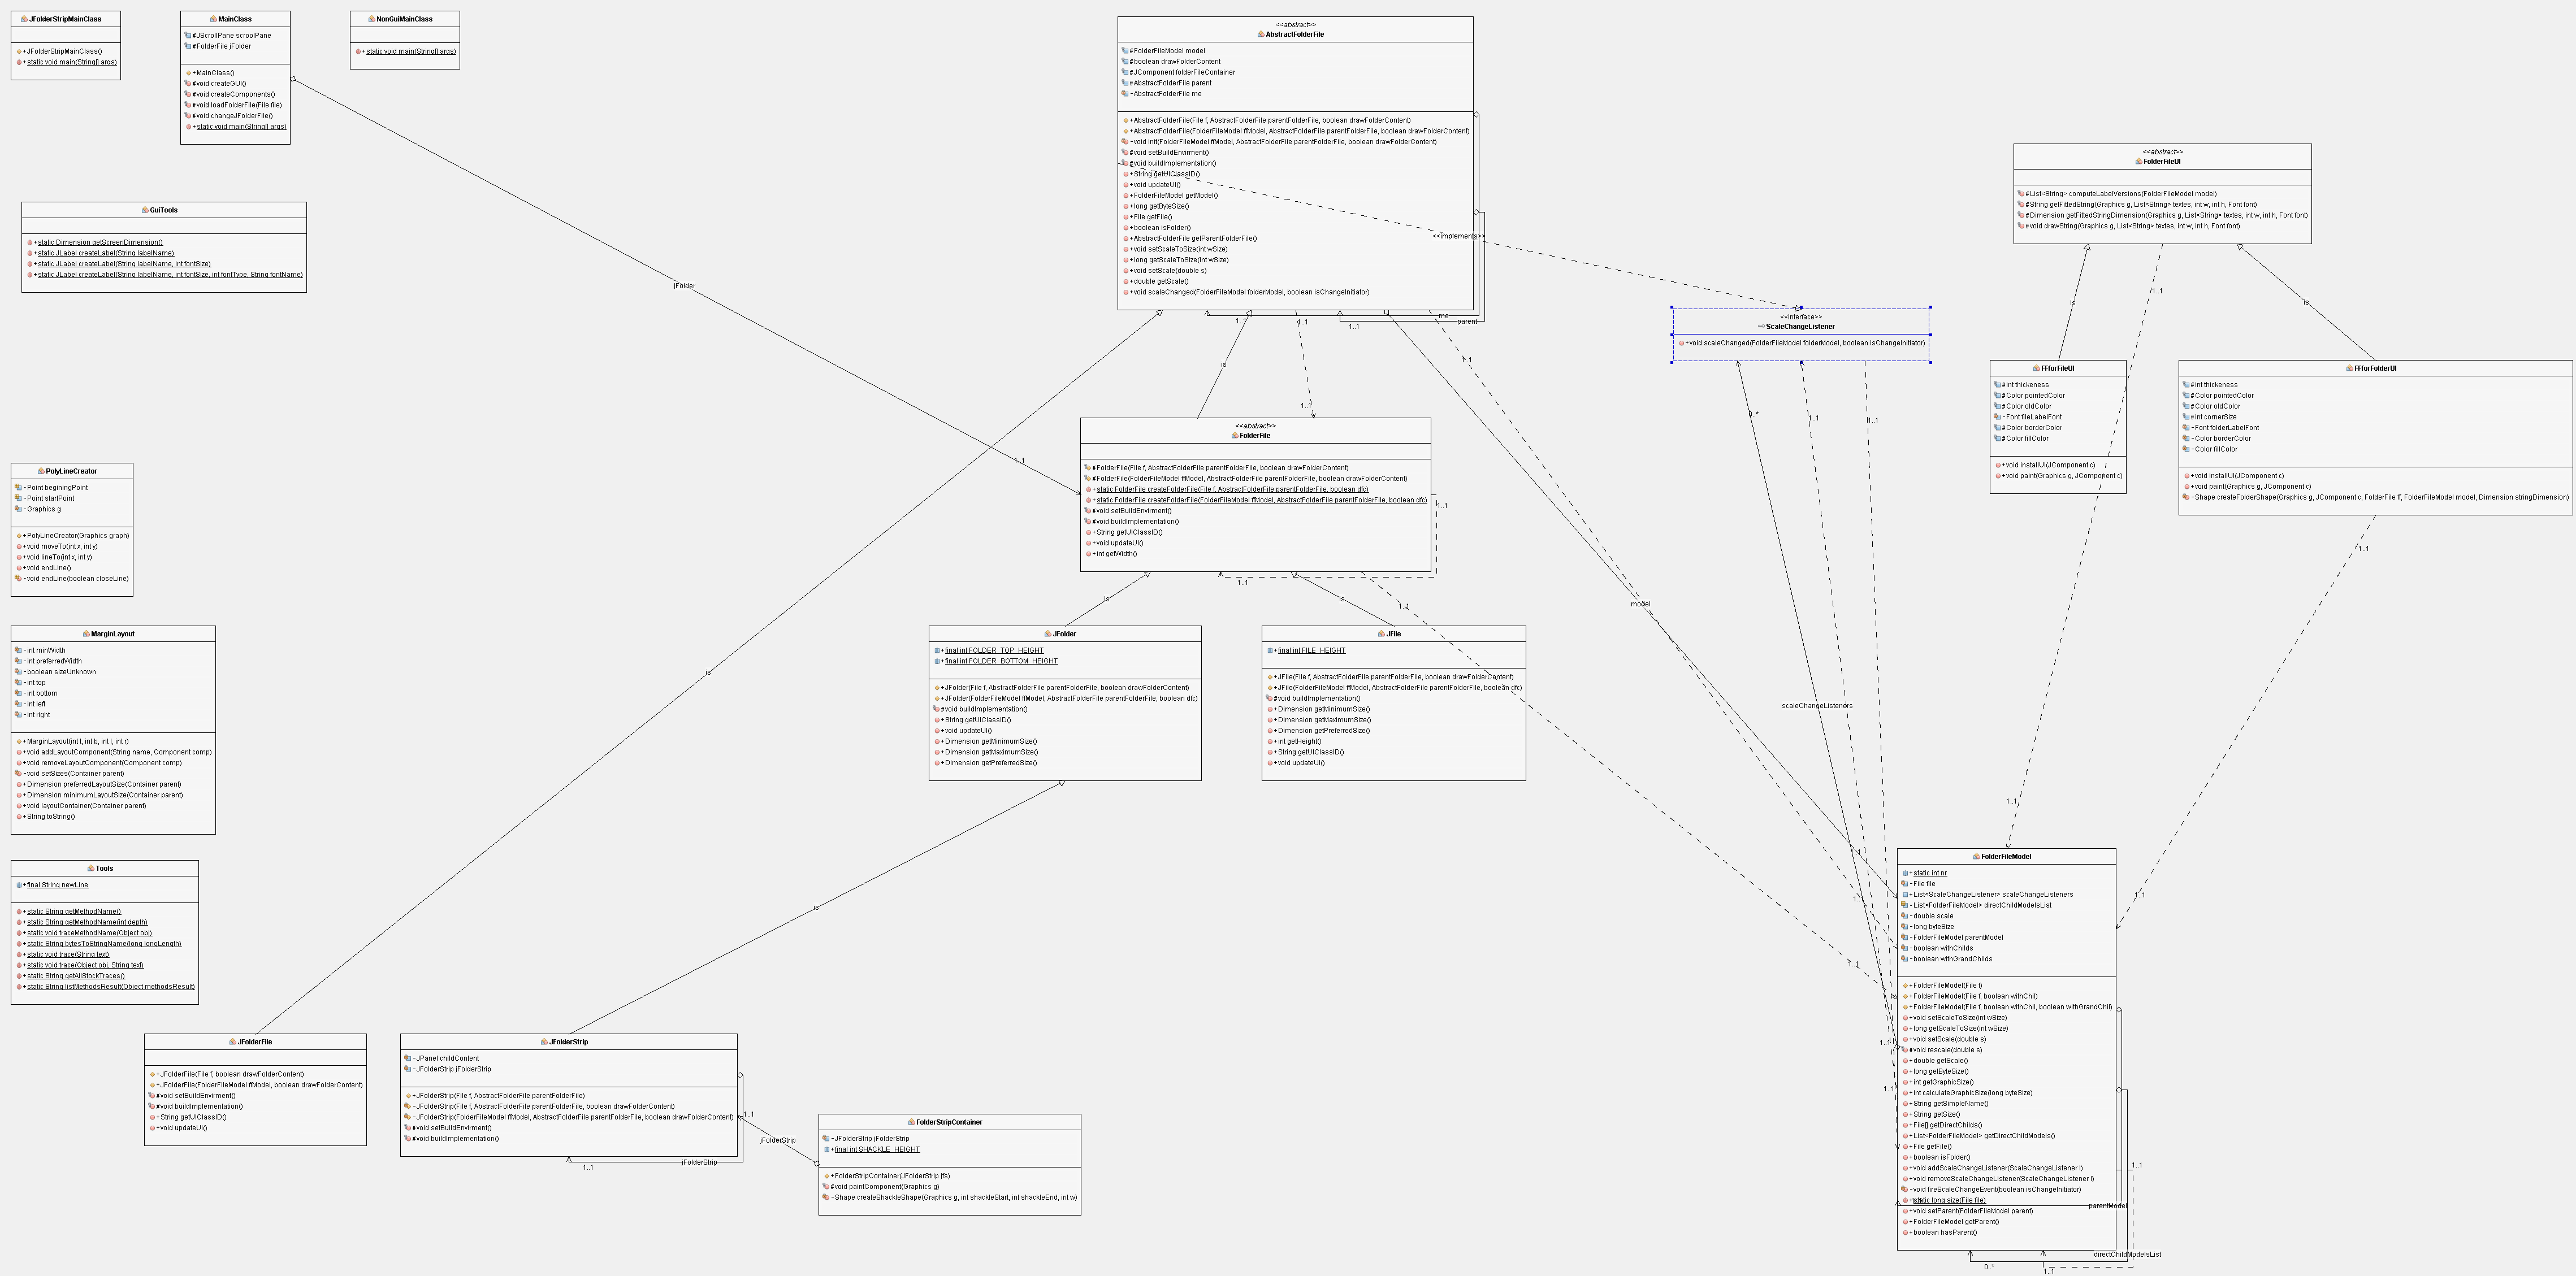 JFolderStripMainClass
+JFolderStripMainClass()
+static void main(String[] args)
MainClass
#JScrollPane scroolPane
#FolderFile jFolder
+MainClass()
#void createGUI()
#void createComponents()
#void loadFolderFile(File file)
#void changeJFolderFile()
+static void main(String[] args)
NonGuiMainClass
+static void main(String[] args)
<<abstract>>
AbstractFolderFile
#FolderFileModel model
#boolean drawFolderContent
#JComponent folderFileContainer
#AbstractFolderFile parent
-AbstractFolderFile me
+AbstractFolderFile(File f, AbstractFolderFile parentFolderFile, boolean drawFolderContent)
+AbstractFolderFile(FolderFileModel ffModel, AbstractFolderFile parentFolderFile, boolean drawFolderContent)
-void init(FolderFileModel ffModel, AbstractFolderFile parentFolderFile, boolean drawFolderContent)
#void setBuildEnvirment()
#void buildImplementation()
+String getUIClassID()
+void updateUI()
+FolderFileModel getModel()
+long getByteSize()
+File getFile()
+boolean isFolder()
+AbstractFolderFile getParentFolderFile()
+void setScaleToSize(int wSize)
+long getScaleToSize(int wSize)
+void setScale(double s)
+double getScale()
+void scaleChanged(FolderFileModel folderModel, boolean isChangeInitiator)
<<implements>>
<<abstract>>
FolderFileUI
#List<String> computeLabelVersions(FolderFileModel model)
#String getFittedString(Graphics g, List<String> textes, int w, int h, Font font)
#Dimension getFittedStringDimension(Graphics g, List<String> textes, int w, int h, Font font)
#void drawString(Graphics g, List<String> textes, int w, int h, Font font)
GuiTools
+static Dimension getScreenDimension()
+static JLabel createLabel(String labelName)
+static JLabel createLabel(String labelName, int fontSize)
+static JLabel createLabel(String labelName, int fontSize, int fontType, String fontName)
jFolder
1..1
1..1
1..1
me
parent
1..1
1..1
is
1..1
1..1
<<interface>>
ScaleChangeListener
+void scaleChanged(FolderFileModel folderModel, boolean isChangeInitiator)
is
1..1
is
0..*
1..1
1..1
FFforFileUI
#int thickeness
#Color pointedColor
#Color oldColor
-Font fileLabelFont
#Color borderColor
#Color fillColor
+void installUI(JComponent c)
+void paint(Graphics g, JComponent c)
FFforFolderUI
#int thickeness
#Color pointedColor
#Color oldColor
#int cornerSize
-Font folderLabelFont
-Color borderColor
-Color fillColor
+void installUI(JComponent c)
+void paint(Graphics g, JComponent c)
-Shape createFolderShape(Graphics g, JComponent c, FolderFile ff, FolderFileModel model, Dimension stringDimension)
1..1
<<abstract>>
FolderFile
#FolderFile(File f, AbstractFolderFile parentFolderFile, boolean drawFolderContent)
#FolderFile(FolderFileModel ffModel, AbstractFolderFile parentFolderFile, boolean drawFolderContent)
+static FolderFile createFolderFile(File f, AbstractFolderFile parentFolderFile, boolean dfc)
+static FolderFile createFolderFile(FolderFileModel ffModel, AbstractFolderFile parentFolderFile, boolean dfc)
#void setBuildEnvirment()
#void buildImplementation()
+String getUIClassID()
+void updateUI()
+int getWidth()
1..1
1..1
is
is
1..1
model
PolyLineCreator
-Point beginingPoint
-Point startPoint
-Graphics g
+PolyLineCreator(Graphics graph)
+void moveTo(int x, int y)
+void lineTo(int x, int y)
+void endLine()
-void endLine(boolean closeLine)
MarginLayout
-int minWidth
-int preferredWidth
-boolean sizeUnknown
-int top
-int bottom
-int left
-int right
+MarginLayout(int t, int b, int l, int r)
+void addLayoutComponent(String name, Component comp)
+void removeLayoutComponent(Component comp)
-void setSizes(Container parent)
+Dimension preferredLayoutSize(Container parent)
+Dimension minimumLayoutSize(Container parent)
+void layoutContainer(Container parent)
+String toString()
is
JFolder
+final int FOLDER_TOP_HEIGHT
+final int FOLDER_BOTTOM_HEIGHT
+JFolder(File f, AbstractFolderFile parentFolderFile, boolean drawFolderContent)
+JFolder(FolderFileModel ffModel, AbstractFolderFile parentFolderFile, boolean dfc)
#void buildImplementation()
+String getUIClassID()
+void updateUI()
+Dimension getMinimumSize()
+Dimension getMaximumSize()
+Dimension getPreferredSize()
JFile
+final int FILE_HEIGHT
+JFile(File f, AbstractFolderFile parentFolderFile, boolean drawFolderContent)
+JFile(FolderFileModel ffModel, AbstractFolderFile parentFolderFile, boolean dfc)
#void buildImplementation()
+Dimension getMinimumSize()
+Dimension getMaximumSize()
+Dimension getPreferredSize()
+int getHeight()
+String getUIClassID()
+void updateUI()
scaleChangeListeners
1..1
1..1
1..1
1..1
1..1
1..1
1..1
is
Tools
+final String newLine
+static String getMethodName()
+static String getMethodName(int depth)
+static void traceMethodName(Object obj)
+static String bytesToStringName(long longLength)
+static void trace(String text)
+static void trace(Object obj, String text)
+static String getAllStockTraces()
+static String listMethodsResult(Object methodsResult)
FolderFileModel
+static int nr
-File file
+List<ScaleChangeListener> scaleChangeListeners
-List<FolderFileModel> directChildModelsList
-double scale
-long byteSize
-FolderFileModel parentModel
-boolean withChilds
-boolean withGrandChilds
+FolderFileModel(File f)
+FolderFileModel(File f, boolean withChil)
+FolderFileModel(File f, boolean withChil, boolean withGrandChil)
+void setScaleToSize(int wSize)
+long getScaleToSize(int wSize)
+void setScale(double s)
#void rescale(double s)
+double getScale()
+long getByteSize()
+int getGraphicSize()
+int calculateGraphicSize(long byteSize)
+String getSimpleName()
+String getSize()
+File[] getDirectChilds()
+List<FolderFileModel> getDirectChildModels()
+File getFile()
+boolean isFolder()
+void addScaleChangeListener(ScaleChangeListener l)
+void removeScaleChangeListener(ScaleChangeListener l)
-void fireScaleChangeEvent(boolean isChangeInitiator)
+static long size(File file)
+void setParent(FolderFileModel parent)
+FolderFileModel getParent()
+boolean hasParent()
1..1
parentModel
directChildModelsList
0..*
1..1
JFolderFile
+JFolderFile(File f, boolean drawFolderContent)
+JFolderFile(FolderFileModel ffModel, boolean drawFolderContent)
#void setBuildEnvirment()
#void buildImplementation()
+String getUIClassID()
+void updateUI()
JFolderStrip
-JPanel childContent
-JFolderStrip jFolderStrip
+JFolderStrip(File f, AbstractFolderFile parentFolderFile)
-JFolderStrip(File f, AbstractFolderFile parentFolderFile, boolean drawFolderContent)
-JFolderStrip(FolderFileModel ffModel, AbstractFolderFile parentFolderFile, boolean drawFolderContent)
#void setBuildEnvirment()
#void buildImplementation()
1..1
jFolderStrip
jFolderStrip
1..1
FolderStripContainer
-JFolderStrip jFolderStrip
+final int SHACKLE_HEIGHT
+FolderStripContainer(JFolderStrip jfs)
#void paintComponent(Graphics g)
-Shape createShackleShape(Graphics g, int shackleStart, int shackleEnd, int w)